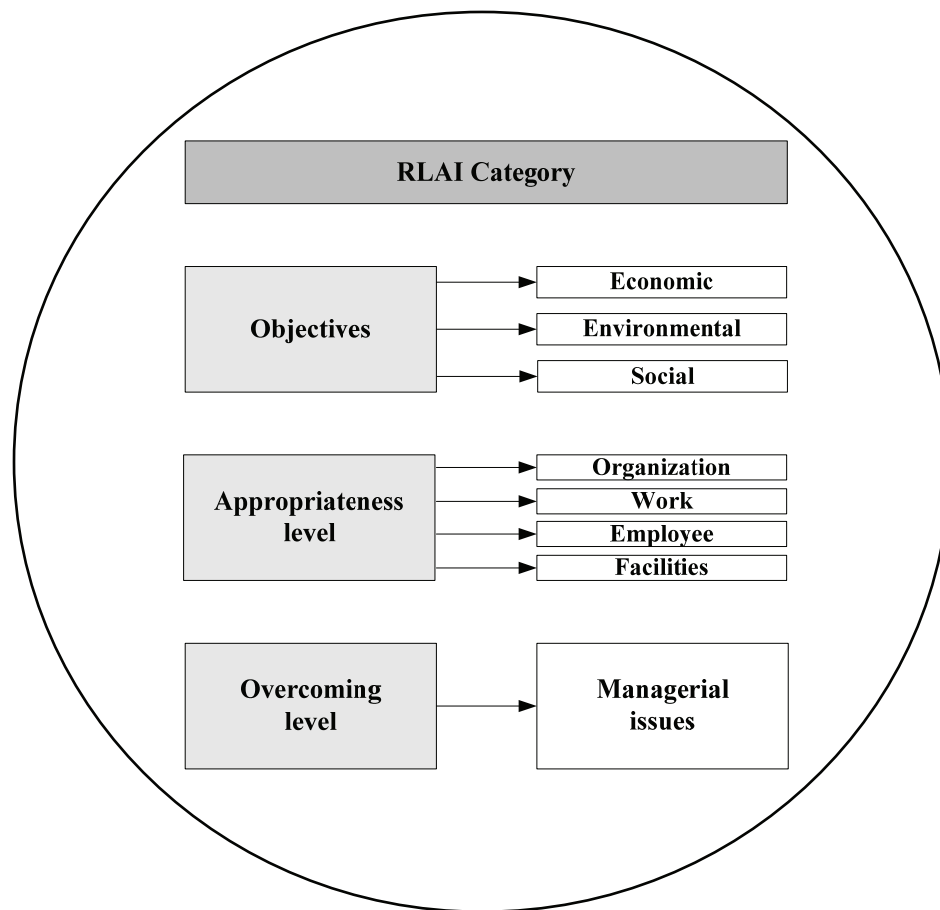 RLAI Category
Objectives
Economic
Environmental
Social
Appropriateness
level
Organization
Work
Employee
Facilities
Overcoming
level
Managerial
issues